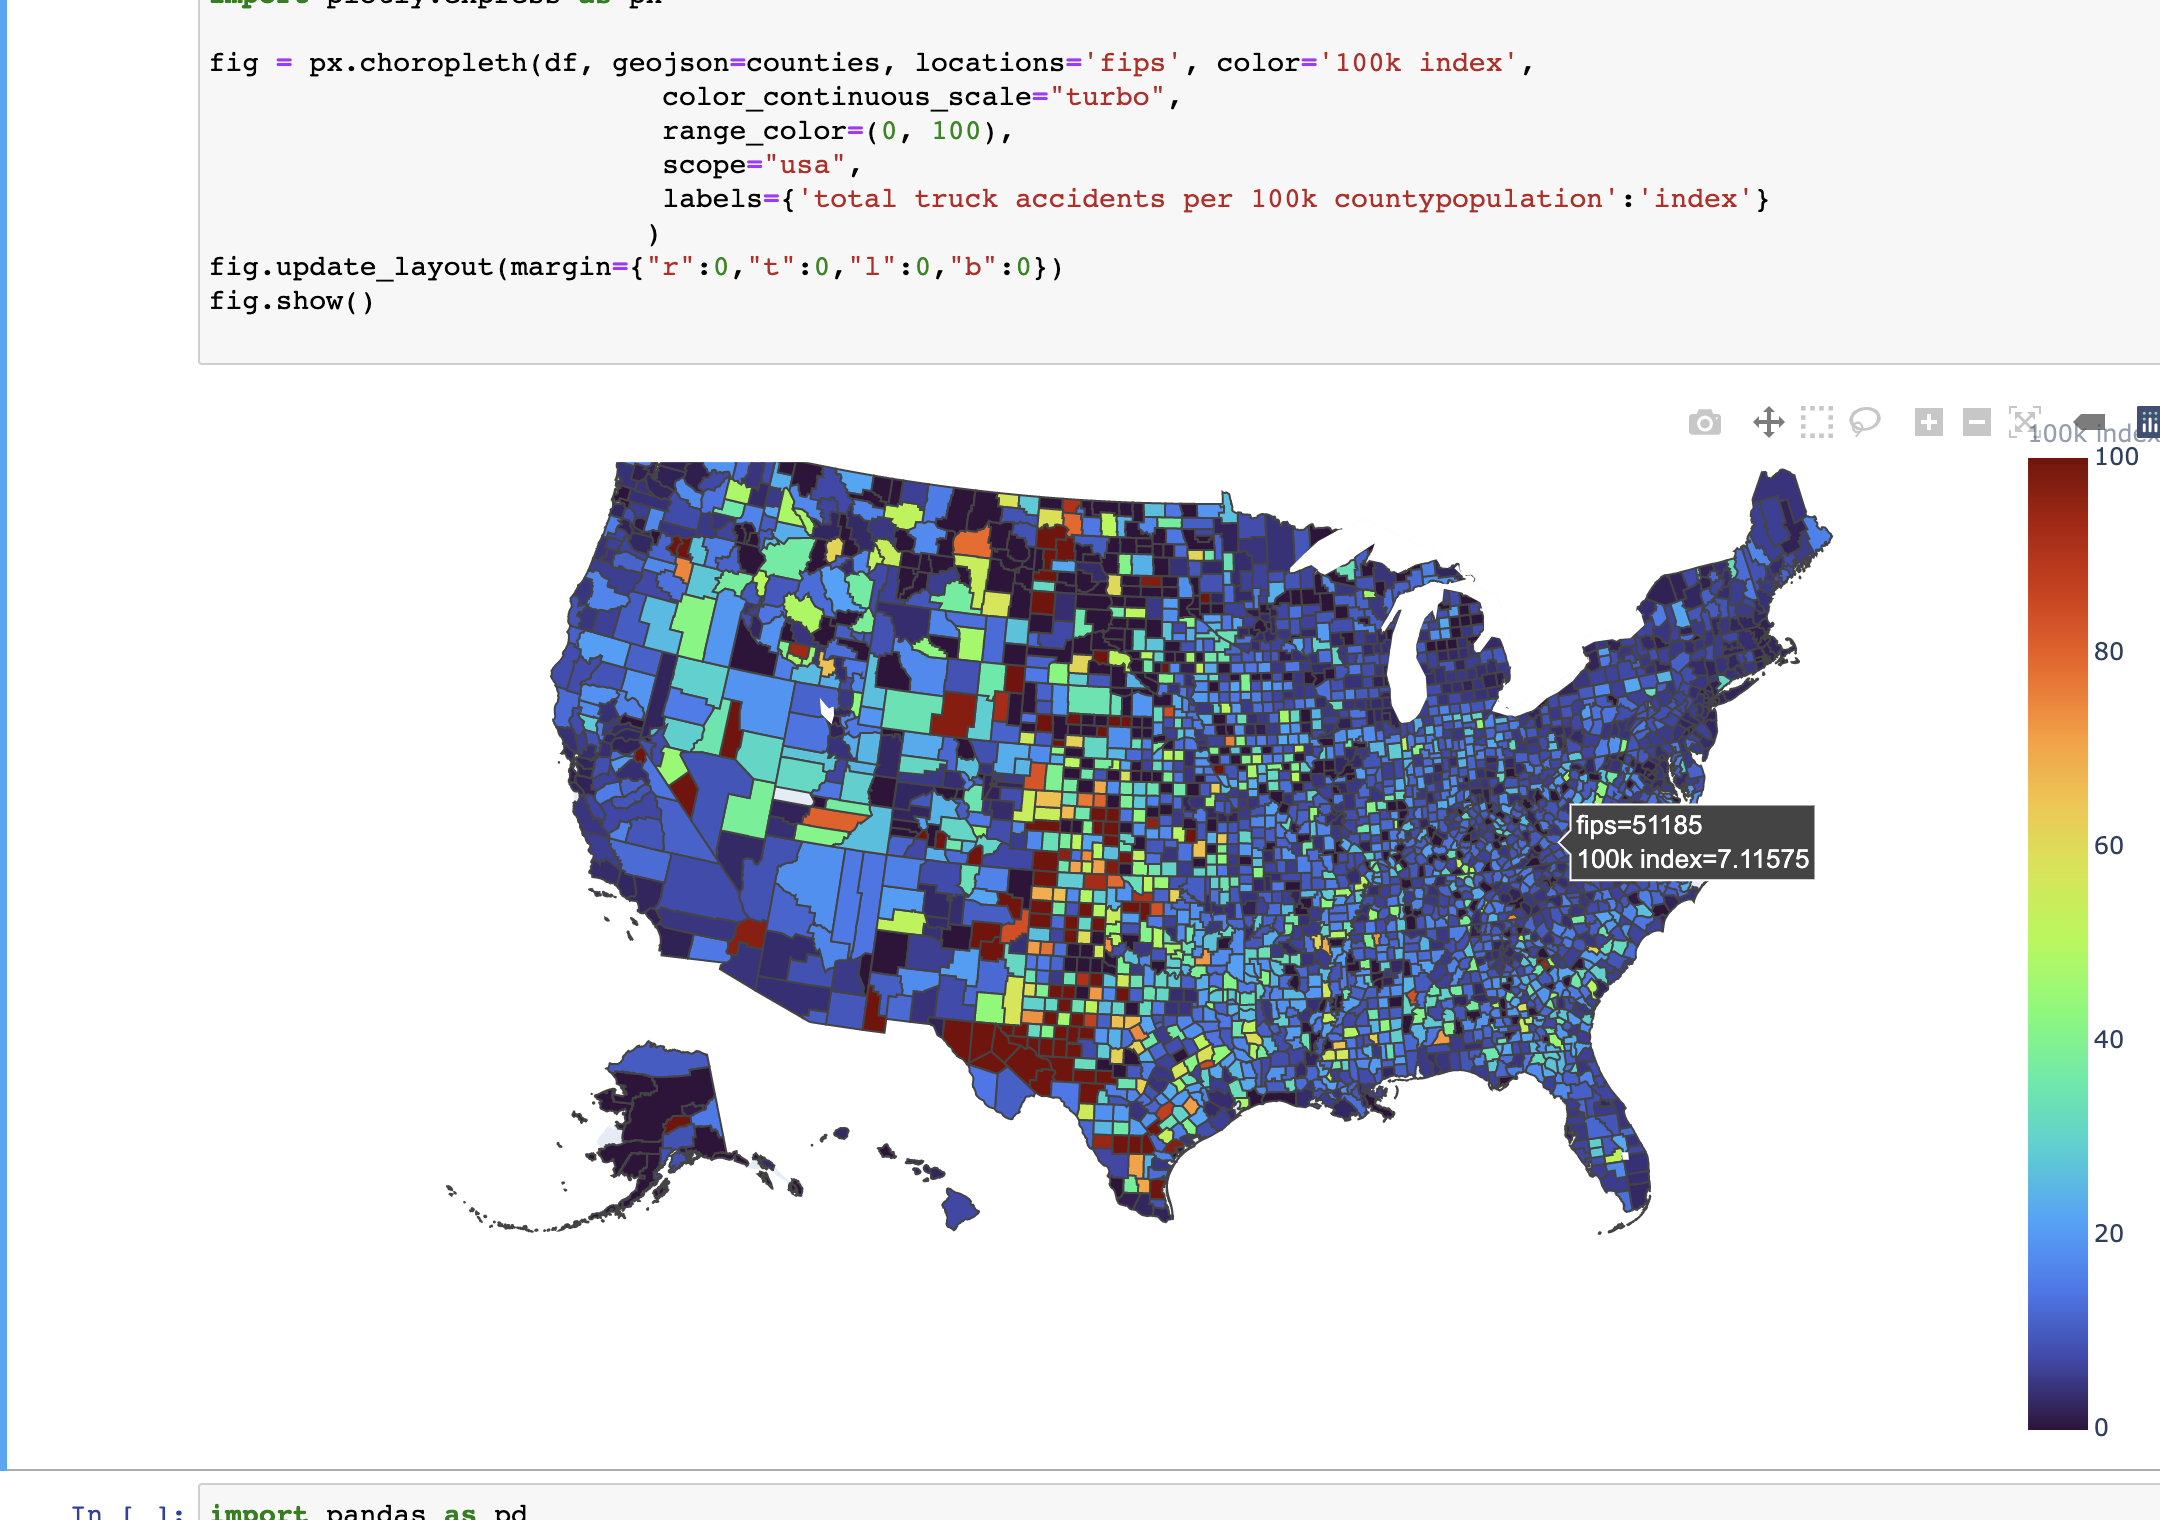 import plotly.express as px
fig = px.choropleth(df, geojson=counties, locations='fips', color='100k index',
color_continuous_scale="turbo",
range_color=(0, 100),
scope="usa",
labels={'total truck accidents per 100k countypopulation':'index'}
)
fig.update_layout(margin={"r":0,"t":0,"l":0,"b":0})
fig.show()
100k index
100
80
60
40
20
0
fips=51185
100k index=7.11575
In [ ]:
import pandas as pd